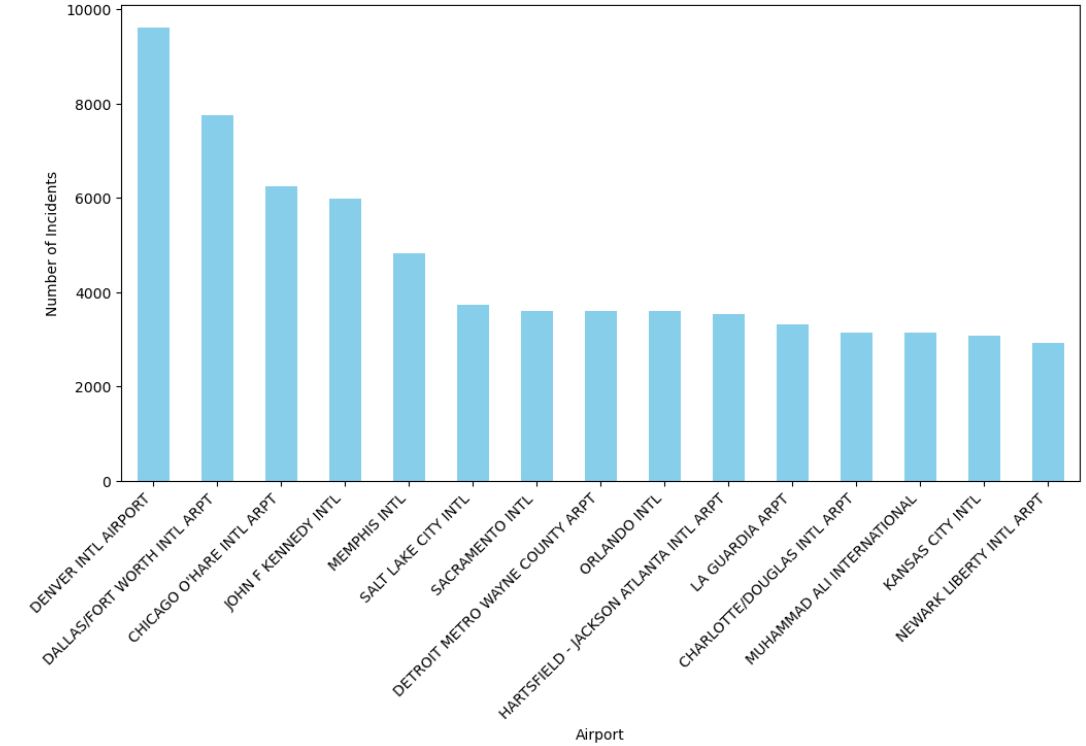 10000
8000
6000
4000
2000
0
Number of Incidents
DENVER INTL AIRPORT
DALLAS/FORT WORTH INTL ARPT
CHICAGO O'HARE INTL ARPT
JOHN F KENNEDY INTL
MEMPHIS INTL
SALT LAKE CITY INTL
SACRAMENTO INTL
DETROIT METRO WAYNE COUNTY ARPT
ORLANDO INTL
HARTSFIELD - JACKSON ATLANTA INTL ARPT
LA GUARDIA ARPT
CHARLOTTE/DOUGLAS INTL ARPT
MUHAMMAD ALI INTERNATIONAL
KANSAS CITY INTL
NEWARK LIBERTY INTL ARPT
Airport